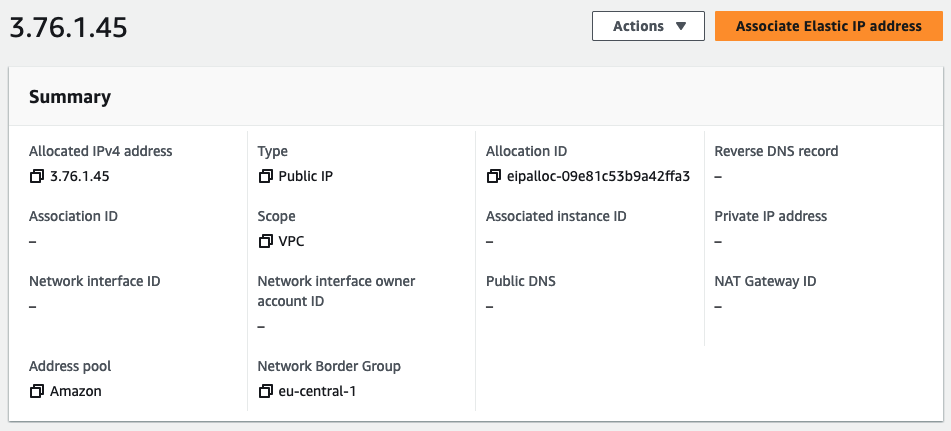 3.76.1.45
Actions ▼
Associate Elastic IP address
Summary
Allocated IPv4 address
3.76.1.45
Type
Public IP
Allocation ID
eipalloc-09e81c53b9a42ffa3
Reverse DNS record
–
Association ID
–
Scope
VPC
Associated instance ID
–
Private IP address
–
Network interface ID
–
Network interface owner
account ID
–
Public DNS
–
NAT Gateway ID
–
Address pool
Amazon
Network Border Group
eu-central-1